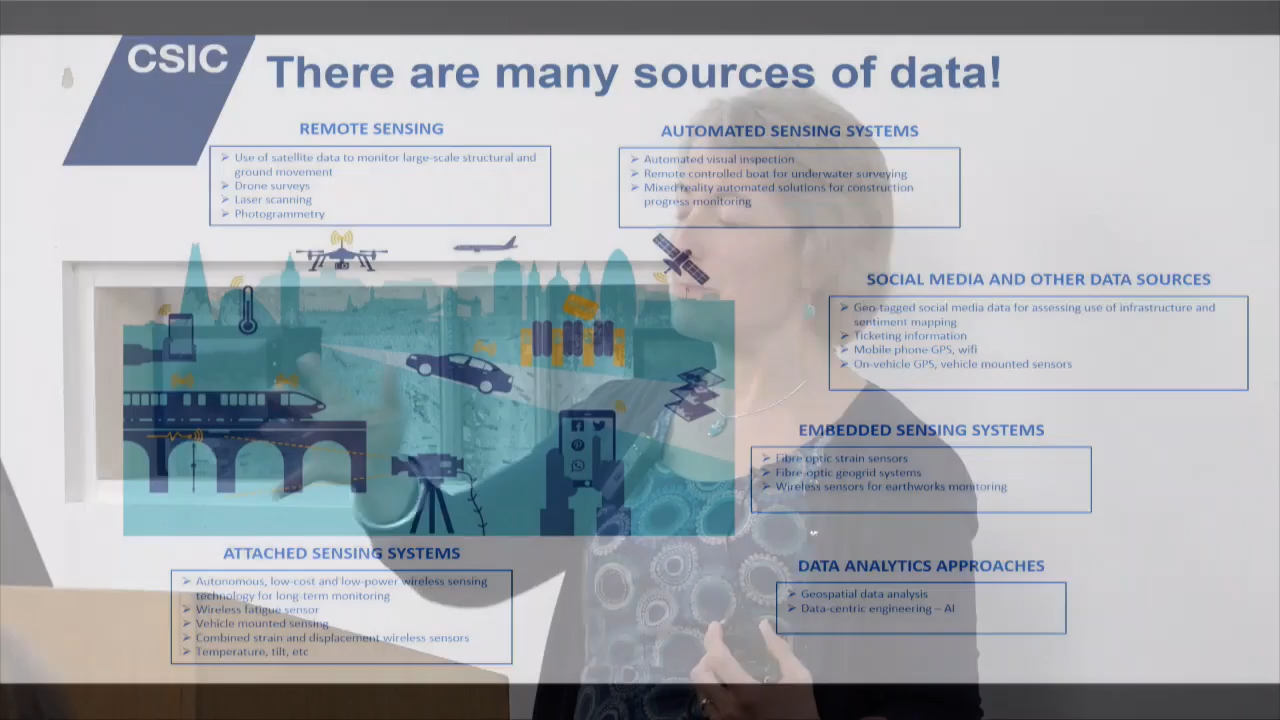 CSIC
There are many sources of data!
REMOTE SENSING
Use of satellite data to monitor large-scale structural and
ground movement
Drone surveys
Laser scanning
Photogrammetry
AUTOMATED SENSING SYSTEMS
Automated visual inspection
Remote controlled boat for underwater surveying
Mixed reality automated solutions for construction
progress monitoring
SOCIAL MEDIA AND OTHER DATA SOURCES
Geo-tagged social media data for assessing use of infrastructure and
sentiment mapping
Ticketing information
Mobile phone GPS, wifi
On-vehicle GPS, vehicle mounted sensors
EMBEDDED SENSING SYSTEMS
Fibre optic strain sensors
Fibre-optic geogrid systems
Wireless sensors for earthworks monitoring
ATTACHED SENSING SYSTEMS
Autonomous, low-cost and low-power wireless sensing
technology for long-term monitoring
Wireless fatigue sensor
Vehicle mounted sensing
Combined strain and displacement wireless sensors
Temperature, tilt, etc
DATA ANALYTICS APPROACHES
Geospatial data analysis
Data-centric engineering – AI